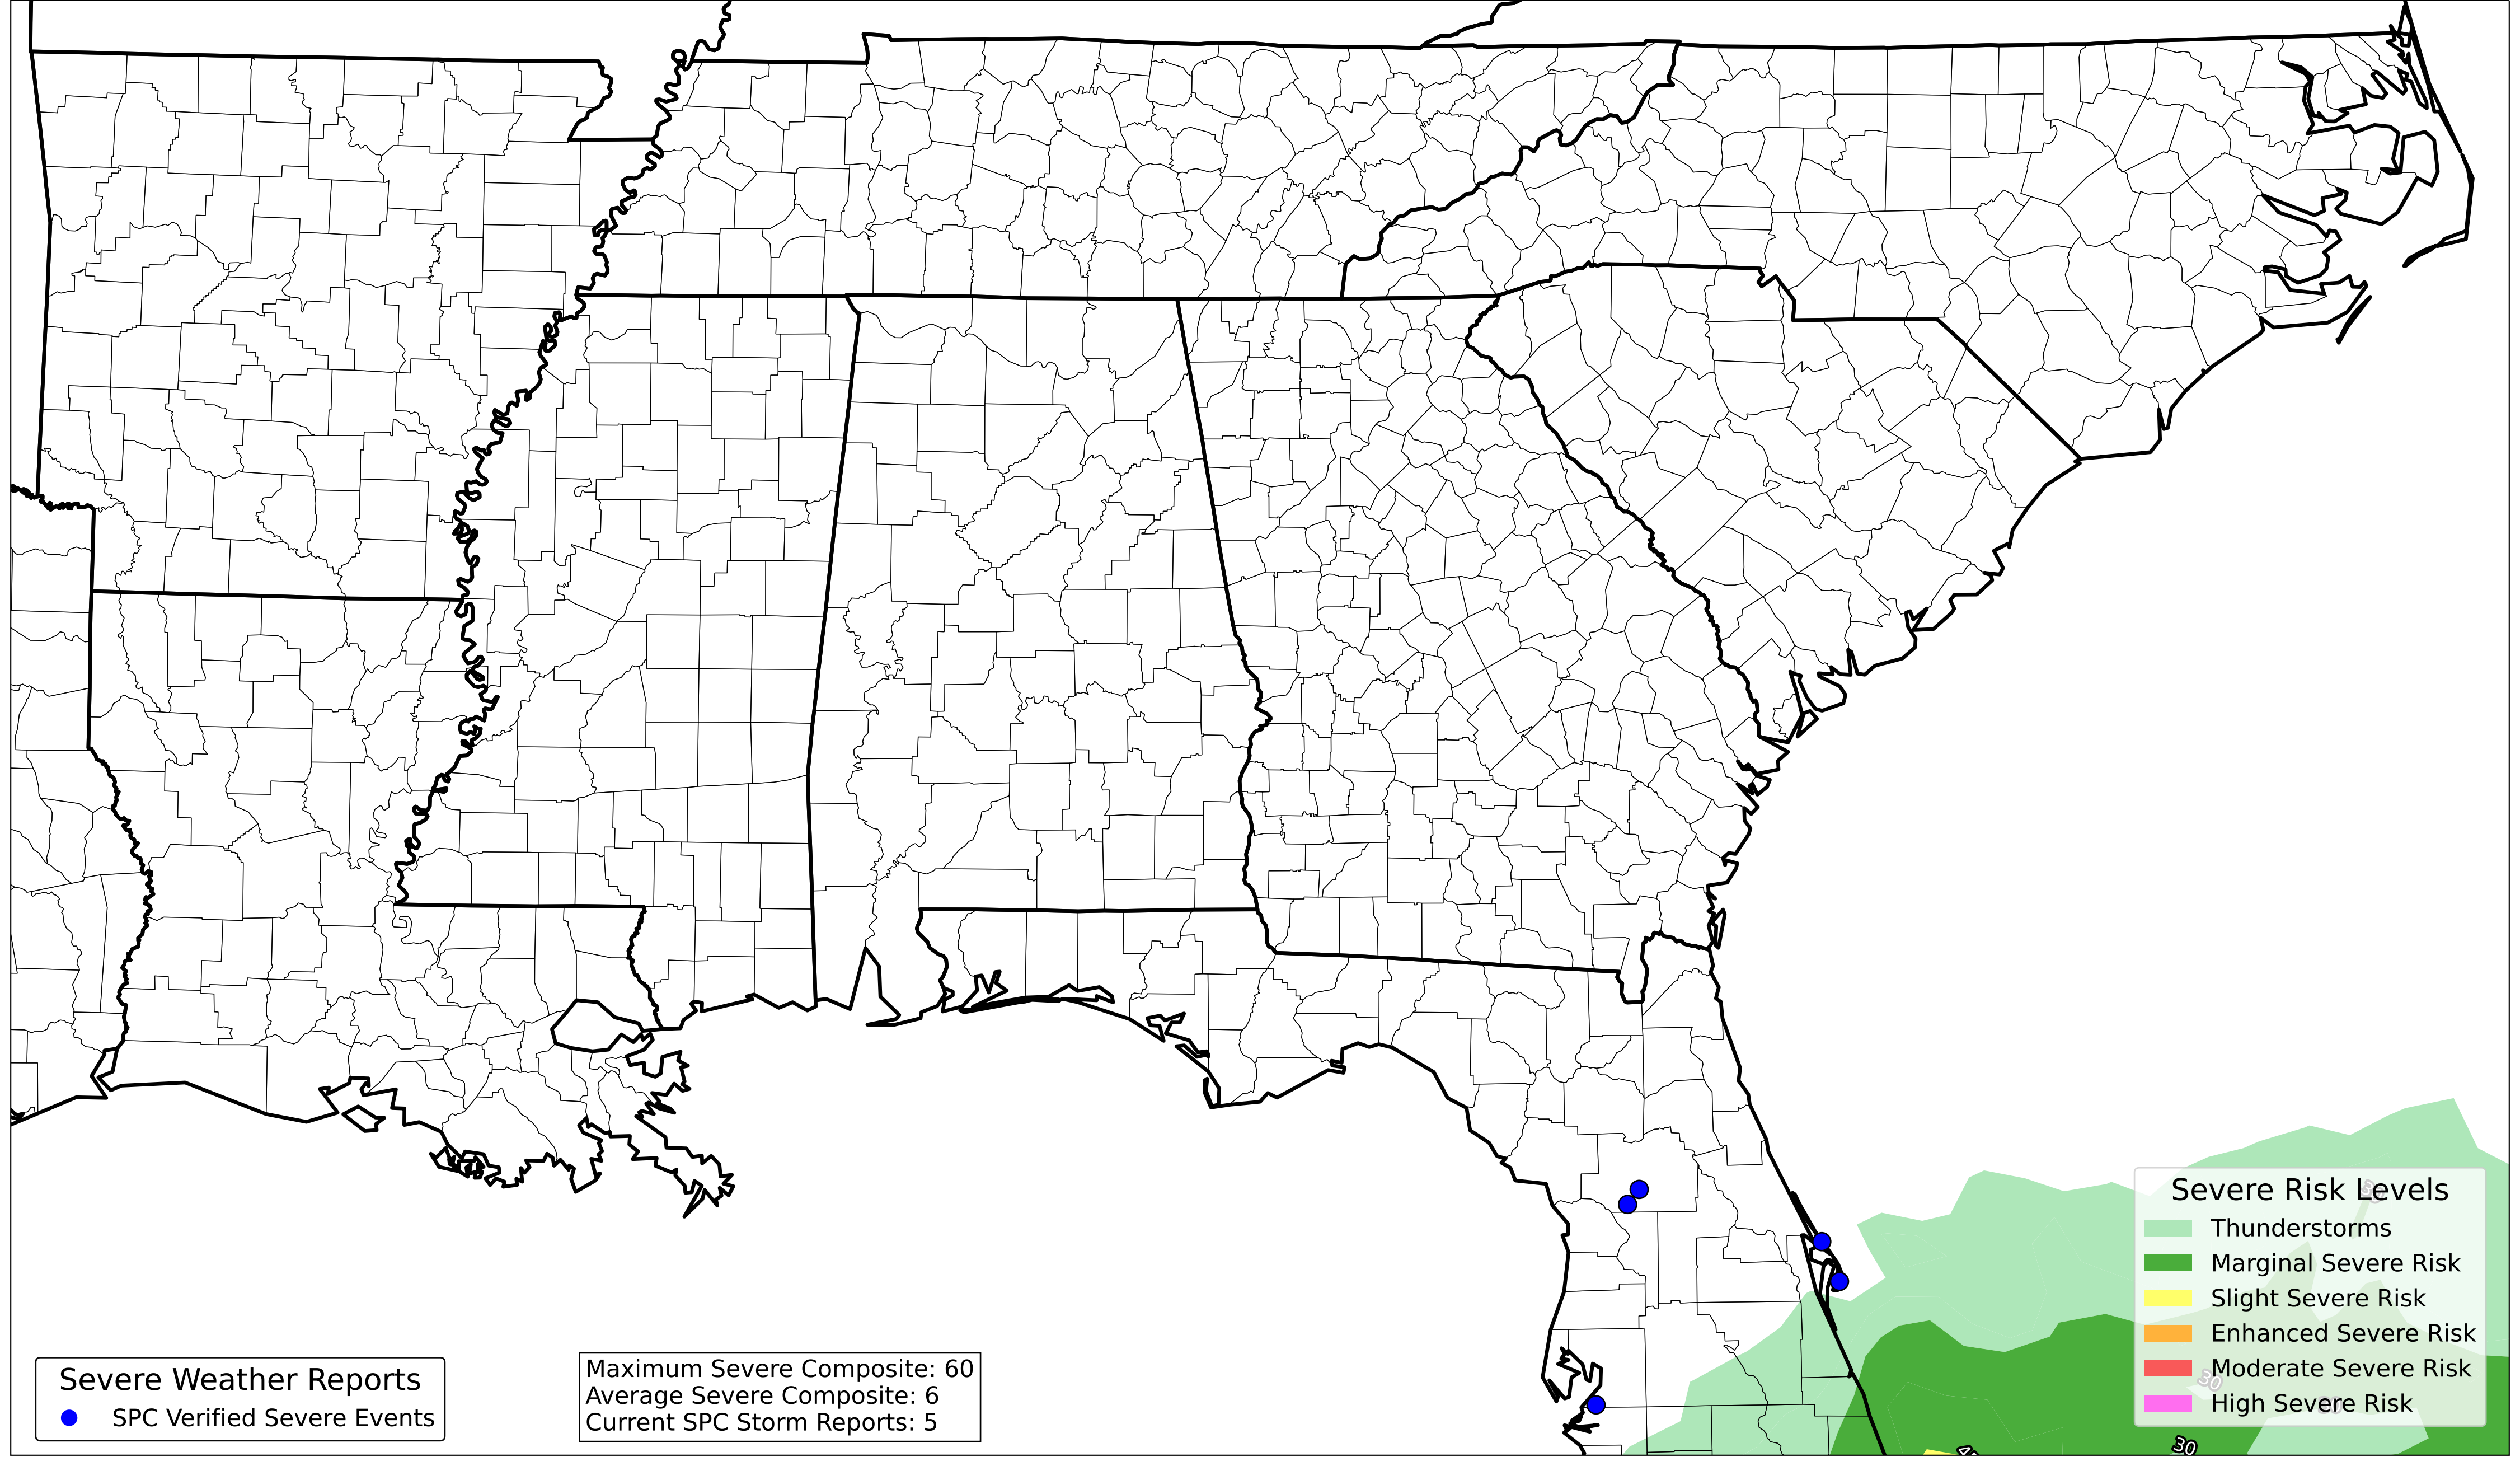 Severe Risk Levels
Thunderstorms
Marginal Severe Risk
Slight Severe Risk
Enhanced Severe Risk
Moderate Severe Risk
High Severe Risk
30
Severe Weather Reports
SPC Verified Severe Events
Maximum Severe Composite: 60
Average Severe Composite: 6
Current SPC Storm Reports: 5
30